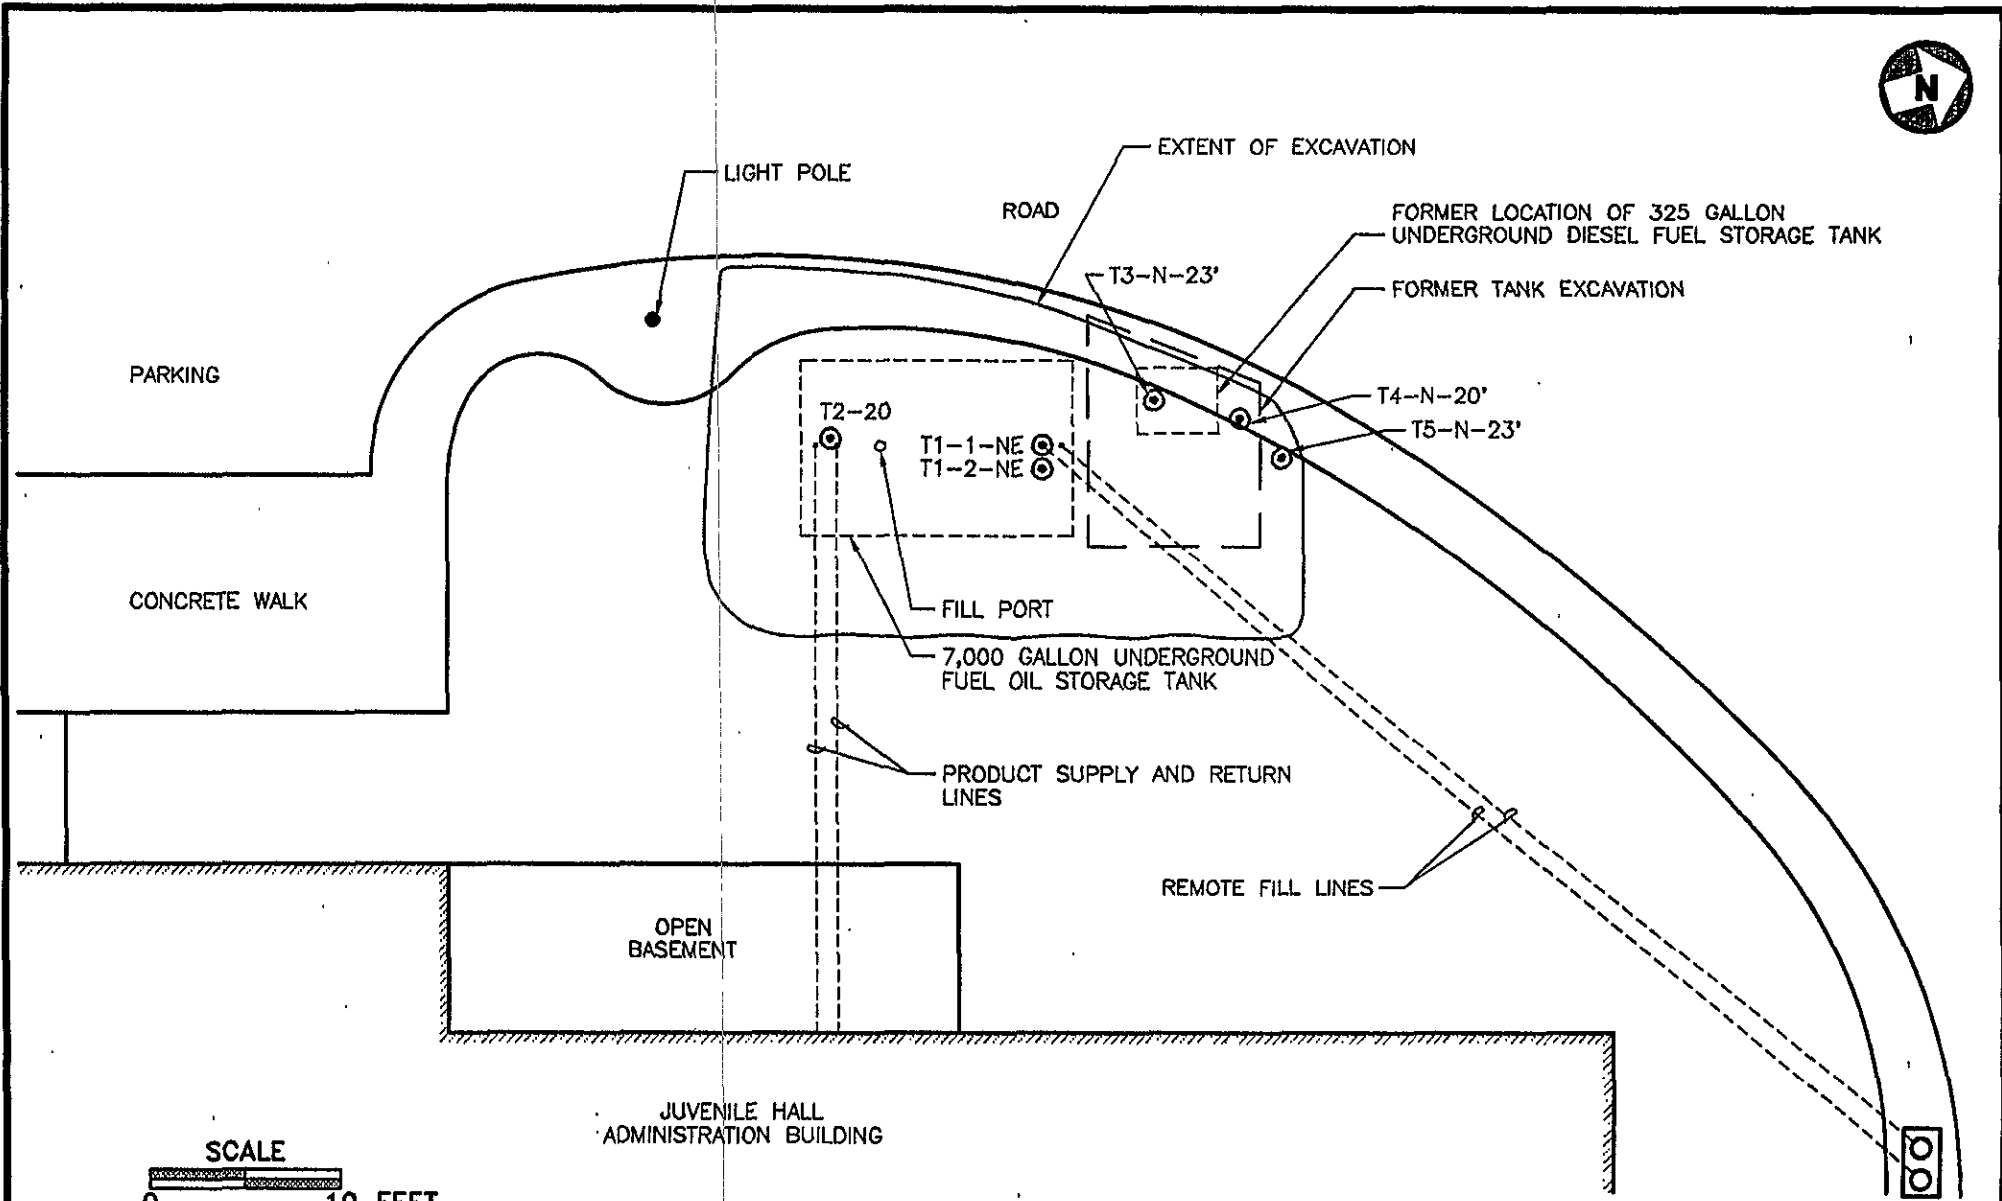 N
EXTENT OF EXCAVATION
LIGHT POLE
ROAD
FORMER LOCATION OF 325 GALLON
UNDERGROUND DIESEL FUEL STORAGE TANK
T3-N-23'
FORMER TANK EXCAVATION
PARKING
T4-N-20'
T2-20
T5-N-23'
T1-1-NE
T1-2-NE
CONCRETE WALK
FILL PORT
7,000 GALLON UNDERGROUND
FUEL OIL STORAGE TANK
PRODUCT SUPPLY AND RETURN
LINES
REMOTE FILL LINES
OPEN
BASEMENT
JUVENILE HALL
ADMINISTRATION BUILDING
SCALE
0 10 FEET